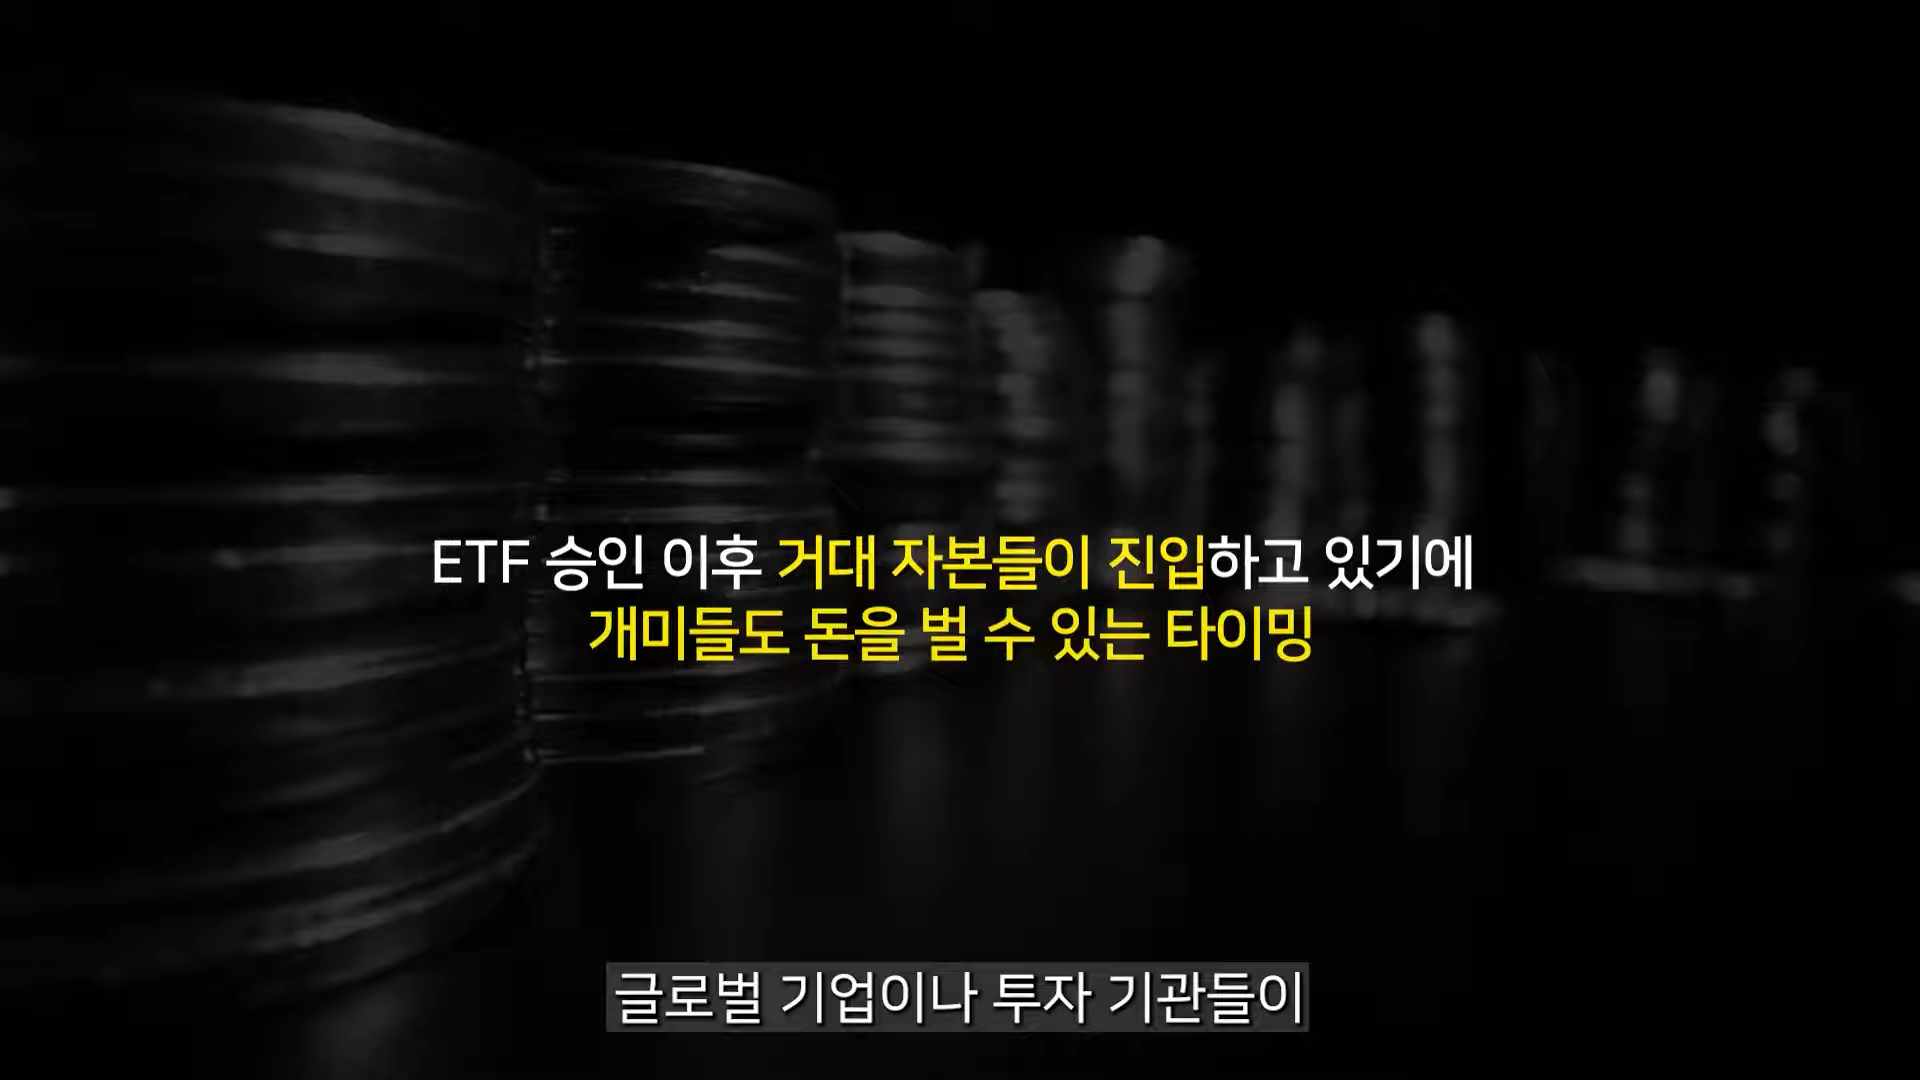 ETF 승인 이후 거대 자본들이 진입하고 있기에
개미들도 돈을 벌 수 있는 타이밍
글로벌 기업이나 투자 기관들이